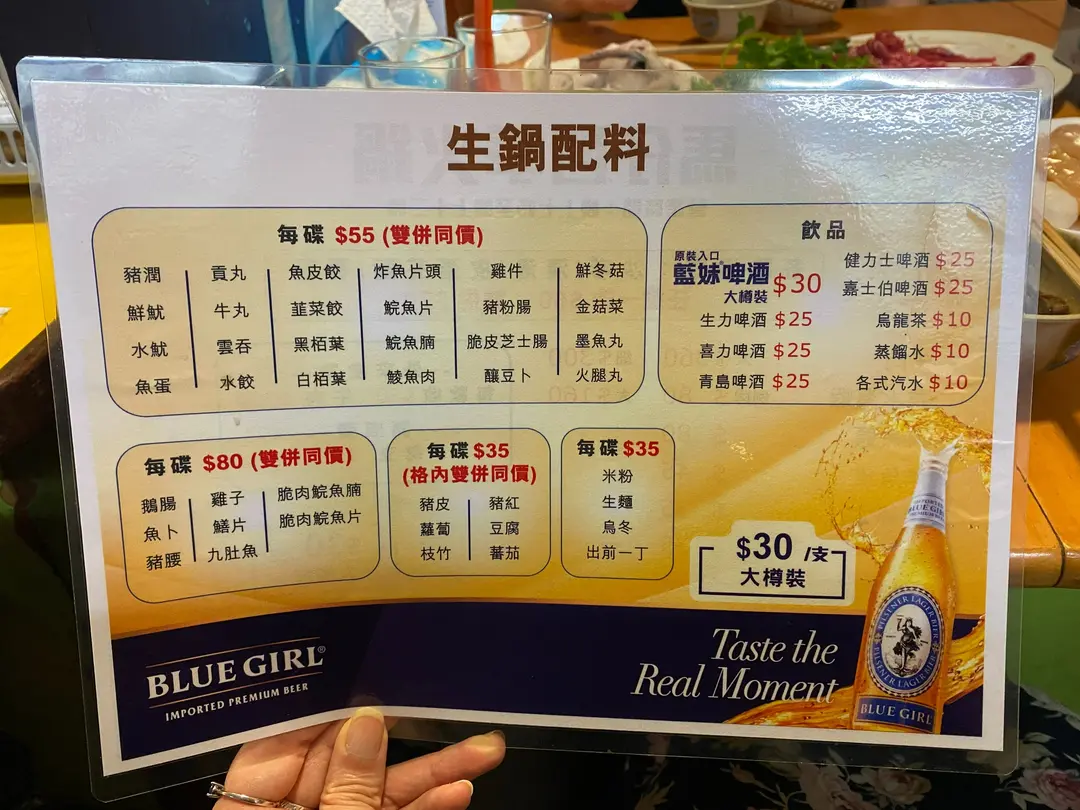 生鍋配料
每碟 $55 (雙併同價)
豬潤 貢丸 魚皮餃 炸魚片頭 雞件 鮮冬菇
鮮魷 牛丸 韮菜餃 鯇魚片 豬粉腸 金菇菜
水魷 雲吞 黑栢葉 鯇魚腩 脆皮芝士腸 墨魚丸
魚蛋 水餃 白栢葉 鯪魚肉 釀豆卜 火腿丸
飲品
原裝入口
藍妹啤酒 $30
大樽裝
生力啤酒 $25
喜力啤酒 $25
青島啤酒 $25
健力士啤酒 $25
嘉士伯啤酒 $25
烏龍茶 $10
蒸餾水 $10
各式汽水 $10
每碟 $80 (雙併同價)
鵝腸 雞子 脆肉鯇魚腩
魚卜 鱔片 脆肉鯇魚片
豬腰 九肚魚
每碟 $35
(格內雙併同價)
豬皮 豬紅
蘿蔔 豆腐
枝竹 蕃茄
每碟 $35
米粉
生麵
烏冬
出前一丁
$30 /支
大樽裝
BLUE GIRL®
IMPORTED PREMIUM BEER
Taste the
Real Moment
BLUE GIRL
PILSENER LAGER BIER
PILSENER LAGER BIER
BLUE GIRL